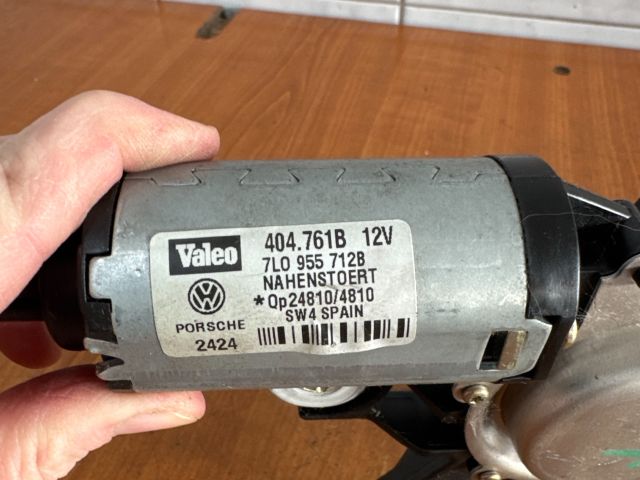 Valeo 404.761B 12V
7L0 955 712B
NAHENSTOERT
*Op24810/4810
SW4 SPAIN
PORSCHE
2424